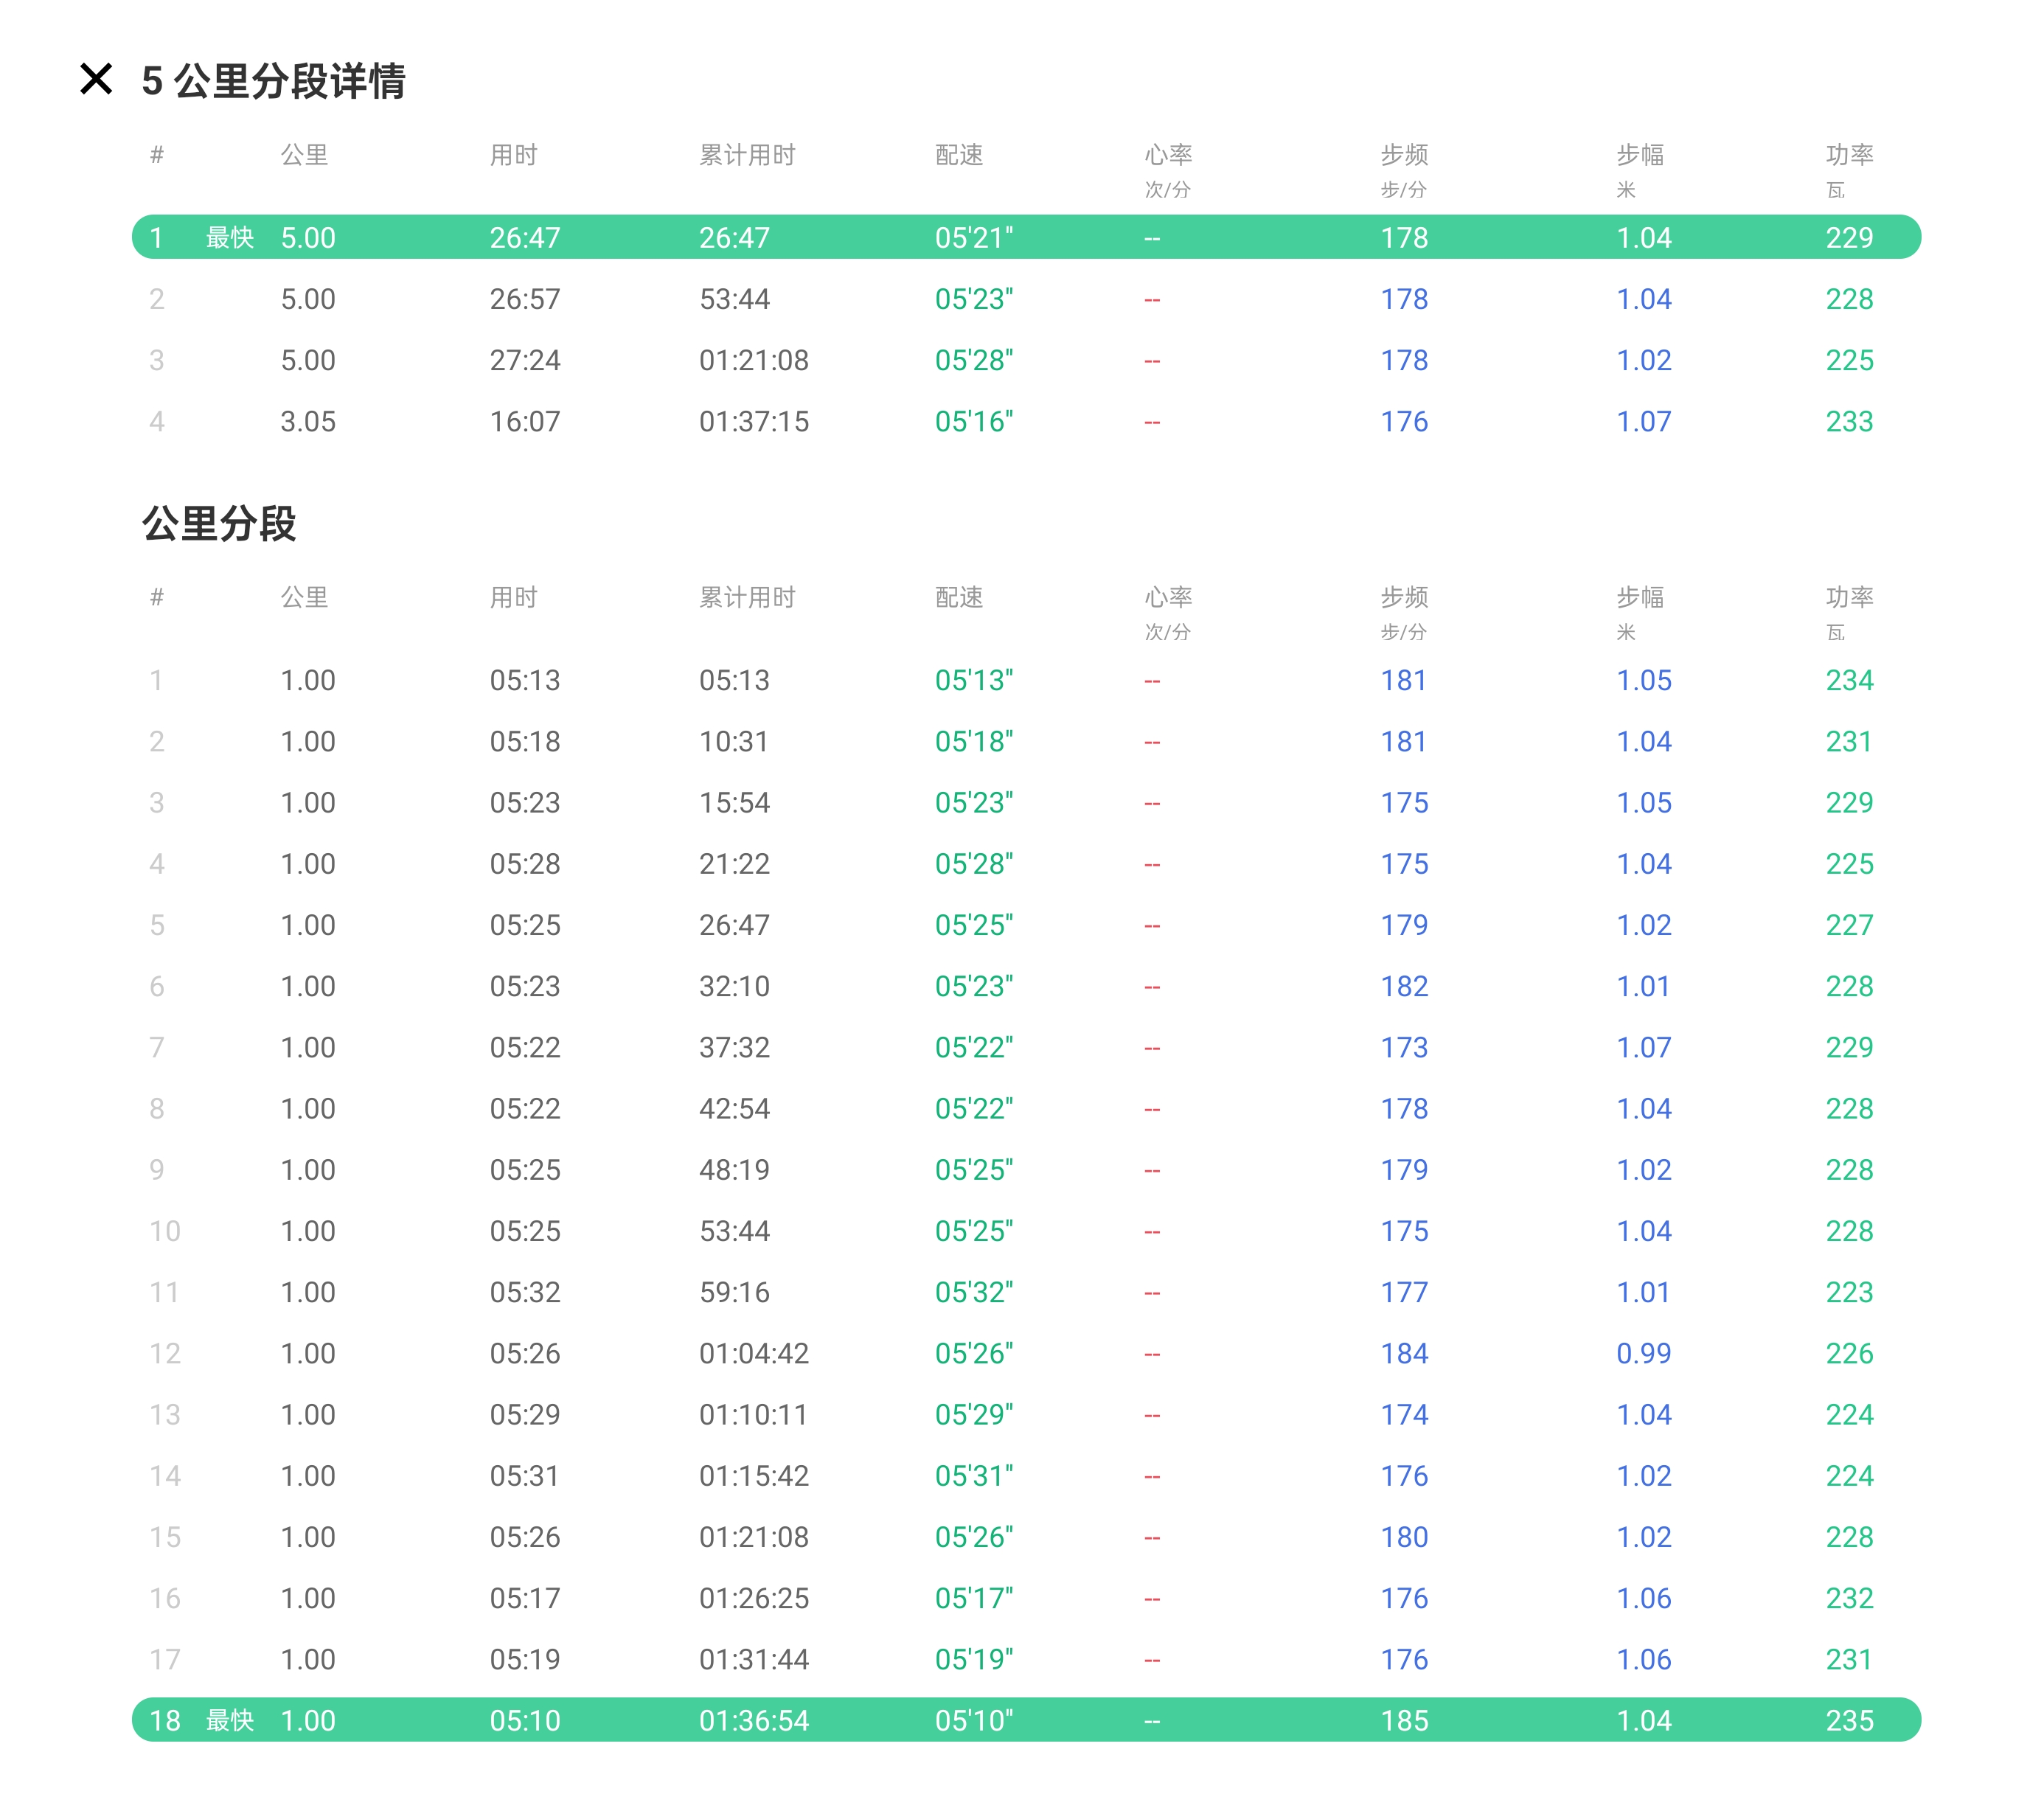 5 公里分段详情
# 公里 用时 累计用时 配速 心率 步频 步幅 功率
次/分 步/分 米 瓦
1 最快 5.00 26:47 26:47 05'21" -- 178 1.04 229
2 5.00 26:57 53:44 05'23" -- 178 1.04 228
3 5.00 27:24 01:21:08 05'28" -- 178 1.02 225
4 3.05 16:07 01:37:15 05'16" -- 176 1.07 233
公里分段
# 公里 用时 累计用时 配速 心率 步频 步幅 功率
次/分 步/分 米 瓦
1 1.00 05:13 05:13 05'13" -- 181 1.05 234
2 1.00 05:18 10:31 05'18" -- 181 1.04 231
3 1.00 05:23 15:54 05'23" -- 175 1.05 229
4 1.00 05:28 21:22 05'28" -- 175 1.04 225
5 1.00 05:25 26:47 05'25" -- 179 1.02 227
6 1.00 05:23 32:10 05'23" -- 182 1.01 228
7 1.00 05:22 37:32 05'22" -- 173 1.07 229
8 1.00 05:22 42:54 05'22" -- 178 1.04 228
9 1.00 05:25 48:19 05'25" -- 179 1.02 228
10 1.00 05:25 53:44 05'25" -- 175 1.04 228
11 1.00 05:32 59:16 05'32" -- 177 1.01 223
12 1.00 05:26 01:04:42 05'26" -- 184 0.99 226
13 1.00 05:29 01:10:11 05'29" -- 174 1.04 224
14 1.00 05:31 01:15:42 05'31" -- 176 1.02 224
15 1.00 05:26 01:21:08 05'26" -- 180 1.02 228
16 1.00 05:17 01:26:25 05'17" -- 176 1.06 232
17 1.00 05:19 01:31:44 05'19" -- 176 1.06 231
18 最快 1.00 05:10 01:36:54 05'10" -- 185 1.04 235